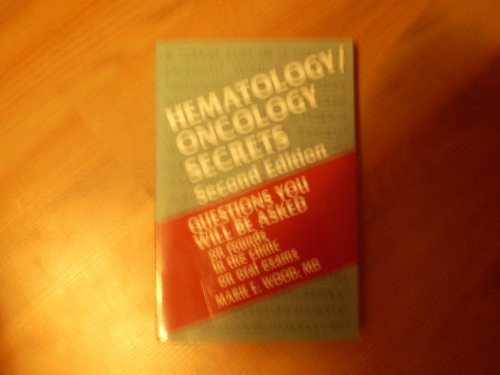 HEMATOLOGY/
ONCOLOGY
SECRETS
Second Edition
QUESTIONS YOU
WILL BE ASKED
on rounds
in the clinic
on oral exams
MARIE E. WOOD, MD